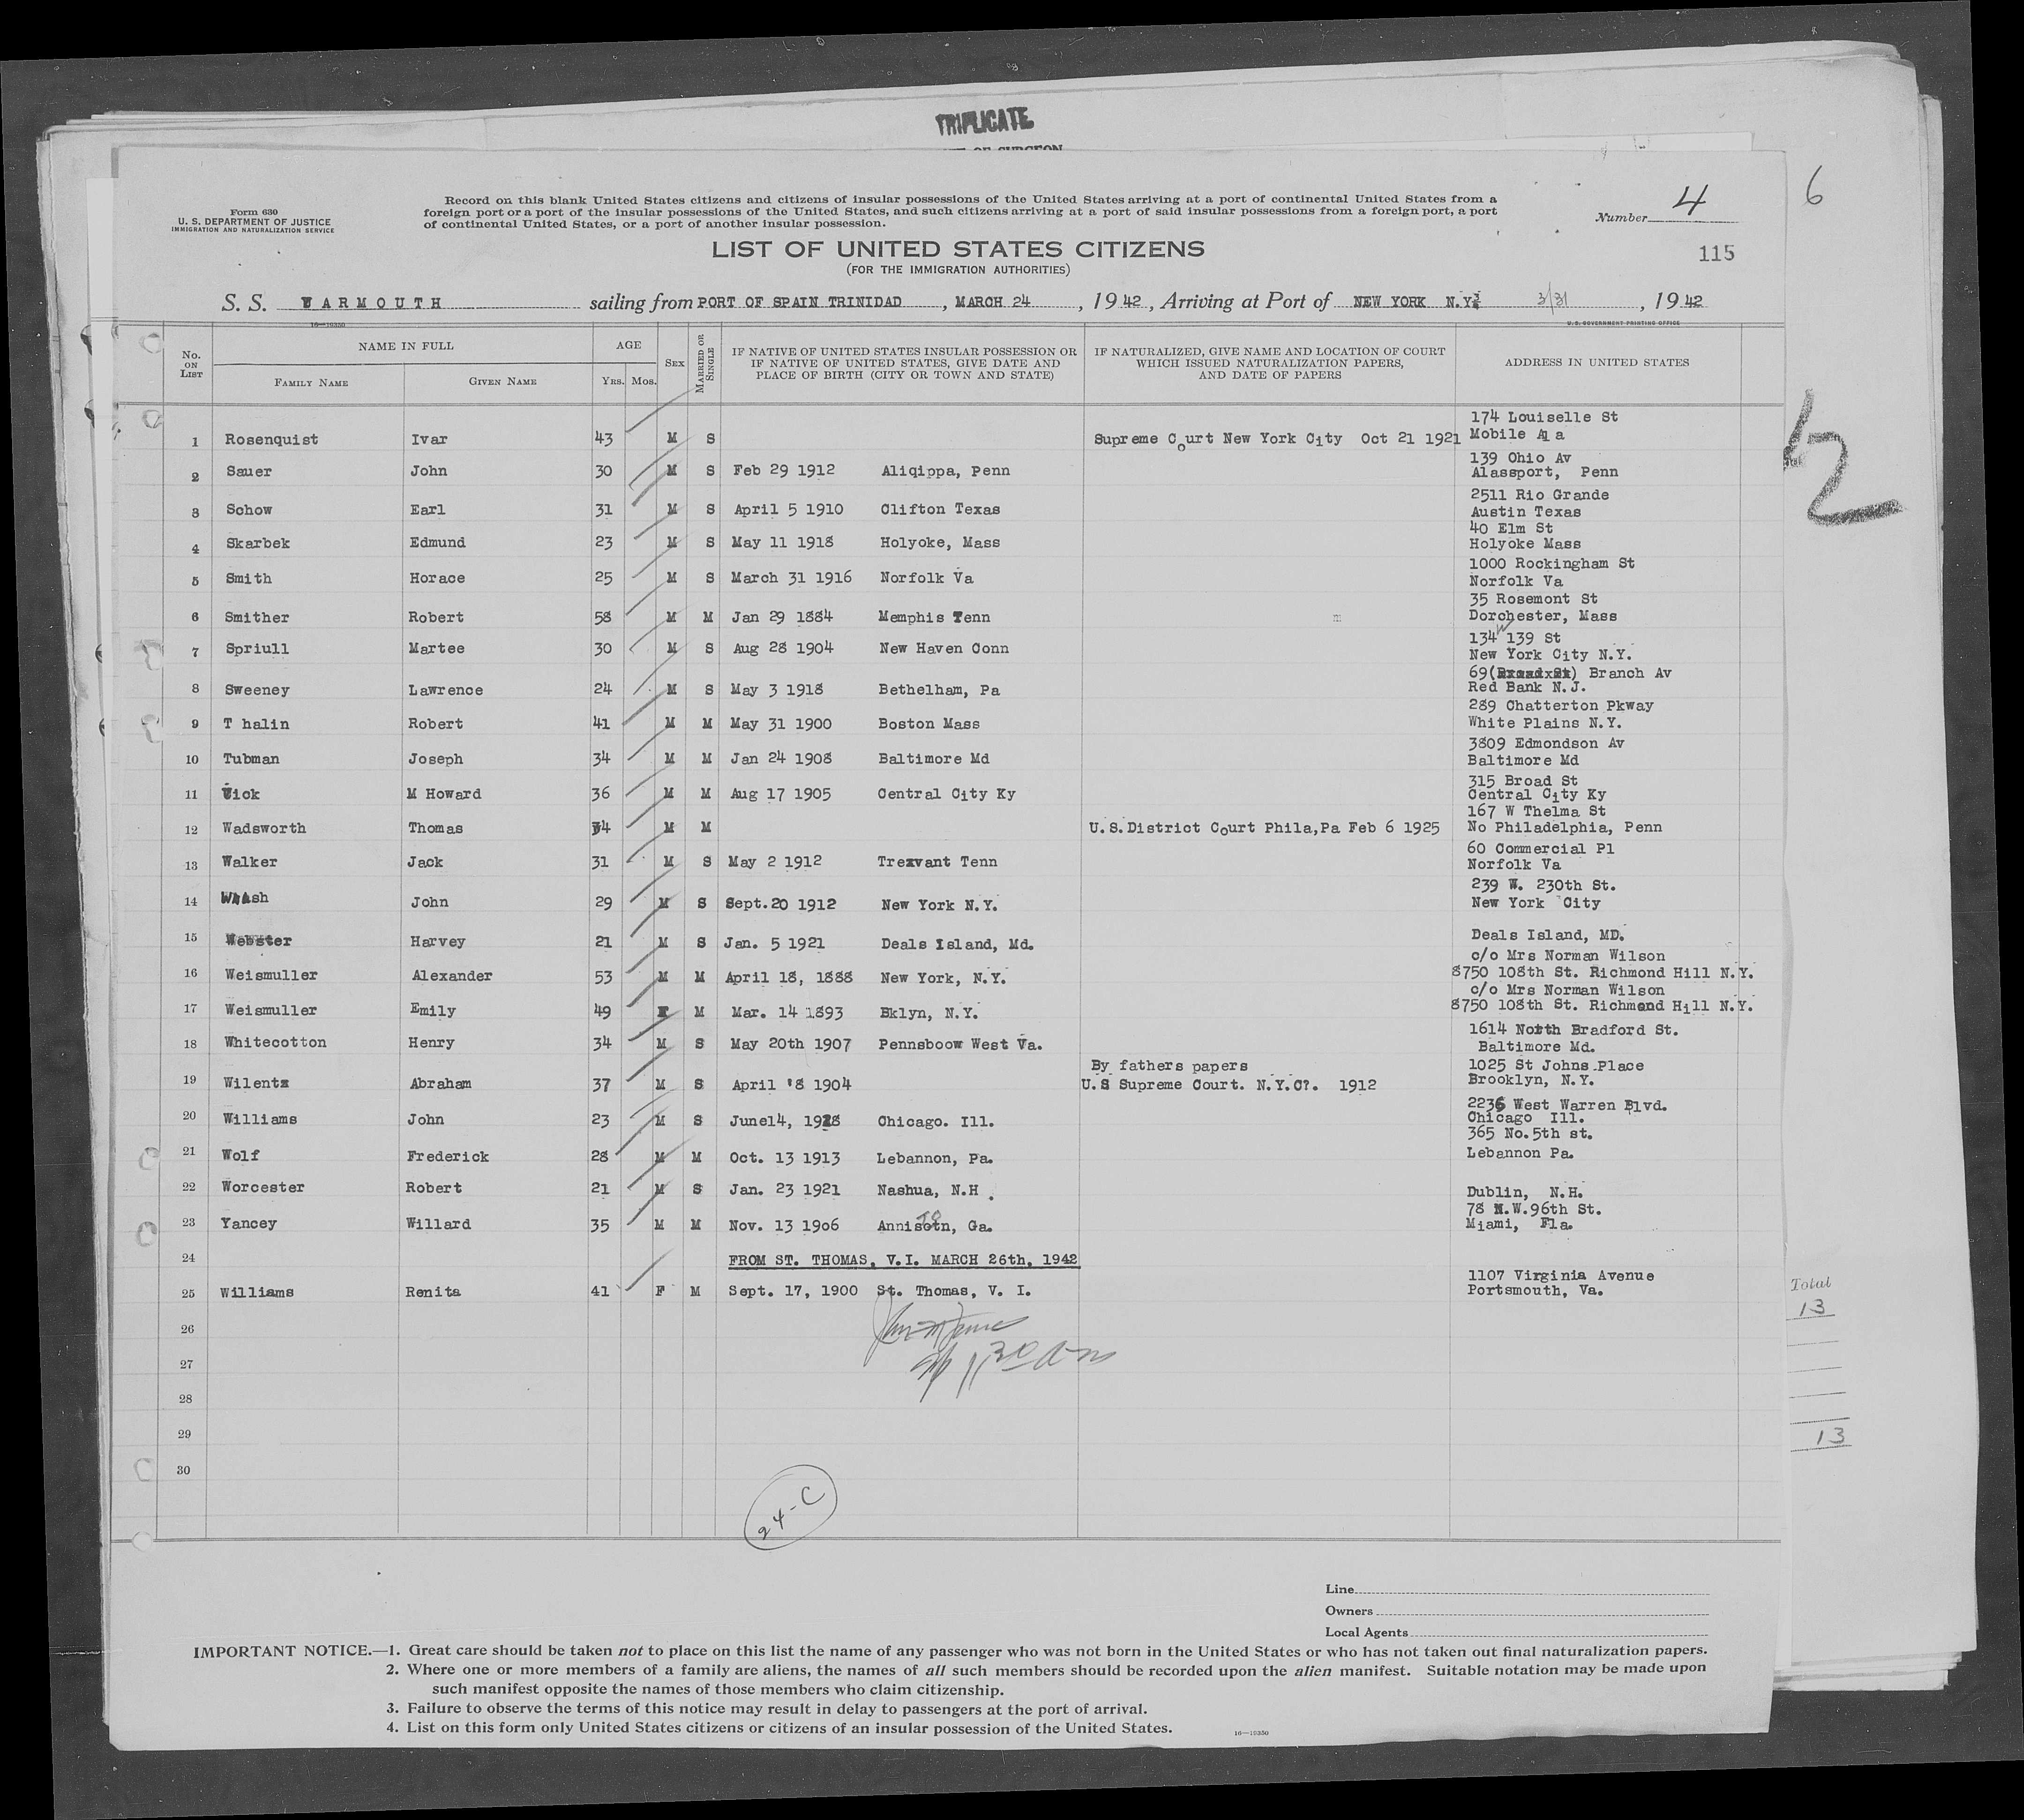 TRIPLICATE
OF SURGEON
6
Form 630
U. S. DEPARTMENT OF JUSTICE
IMMIGRATION AND NATURALIZATION SERVICE
Record on this blank United States citizens and citizens of insular possessions of the United States arriving at a port of continental United States from a
foreign port or a port of the insular possessions of the United States, and such citizens arriving at a port of said insular possessions from a foreign port, a port
of continental United States, or a port of another insular possession.
Number 4
LIST OF UNITED STATES CITIZENS
115
(FOR THE IMMIGRATION AUTHORITIES)
S. S. YARMOUTH sailing from PORT OF SPAIN TRINIDAD , MARCH 24 , 1942, Arriving at Port of NEW YORK N.Y. 3/31 , 1942
16—19350
U. S. GOVERNMENT PRINTING OFFICE
No. ON LIST NAME IN FULL AGE SEX MARRIED OR SINGLE IF NATIVE OF UNITED STATES INSULAR POSSESSION OR IF NATIVE OF UNITED STATES, GIVE DATE AND PLACE OF BIRTH (CITY OR TOWN AND STATE) IF NATURALIZED, GIVE NAME AND LOCATION OF COURT WHICH ISSUED NATURALIZATION PAPERS, AND DATE OF PAPERS ADDRESS IN UNITED STATES
FAMILY NAME GIVEN NAME YRS. MOS.
174 Louiselle St
1 Rosenquist Ivar 43 M S Supreme Court New York City Oct 21 1921 Mobile Ala
139 Ohio Av
2 Sauer John 30 M S Feb 29 1912 Aliqippa, Penn Alassport, Penn
2511 Rio Grande
3 Schow Earl 31 M S April 5 1910 Clifton Texas Austin Texas
40 Elm St
4 Skarbek Edmund 23 M S May 11 1918 Holyoke, Mass Holyoke Mass
1000 Rockingham St
5 Smith Horace 25 M S March 31 1916 Norfolk Va Norfolk Va
35 Rosemont St
6 Smither Robert 58 M M Jan 29 1884 Memphis Tenn Dorchester, Mass
134 W 139 St
7 Spriull Martee 30 M S Aug 28 1904 New Haven Conn New York City N.Y.
69 Branch Av
8 Sweeney Lawrence 24 M S May 3 1918 Bethelham, Pa Red Bank N.J.
289 Chatterton Pkway
9 T halin Robert 41 M M May 31 1900 Boston Mass White Plains N.Y.
3809 Edmondson Av
10 Tubman Joseph 34 M M Jan 24 1908 Baltimore Md Baltimore Md
315 Broad St
11 Vick M Howard 36 M M Aug 17 1905 Central City Ky Central City Ky
167 W Thelma St
12 Wadsworth Thomas M M U.S.District Court Phila,Pa Feb 6 1925 No Philadelphia, Penn
60 Commercial Pl
13 Walker Jack 31 M S May 2 1912 Trezvant Tenn Norfolk Va
239 W. 230th St.
14 John 29 M S Sept.20 1912 New York N.Y. New York City
15 Webster Harvey 21 M S Jan. 5 1921 Deals Island, Md. Deals Island, MD.
c/o Mrs Norman Wilson
16 Weismuller Alexander 53 M M April 18, 1888 New York, N.Y. 8750 108th St. Richmond Hill N.Y.
c/o Mrs Norman Wilson
17 Weismuller Emily 49 F M Mar. 14 1893 Bklyn, N.Y. 8750 108th St. Richmond Hill N.Y.
1614 North Bradford St.
18 Whitecotton Henry 34 M S May 20th 1907 Pennsboow West Va. Baltimore Md.
By fathers papers 1025 St Johns Place
19 Wilentz Abraham 37 M S April 8 1904 U.S Supreme Court. N.Y.C?. 1912 Brooklyn, N.Y.
2236 West Warren Blvd.
20 Williams John 23 M S June14, 1918 Chicago. Ill. Chicago Ill.
365 No.5th st.
21 Wolf Frederick 28 M M Oct. 13 1913 Lebannon, Pa. Lebannon Pa.
22 Worcester Robert 21 M S Jan. 23 1921 Nashua, N.H. Dublin, N.H.
78 N.W.96th St.
23 Yancey Willard 35 M M Nov. 13 1906 Anniston, Ga. Miami, Fla.
24 FROM ST. THOMAS, V.I. MARCH 26th, 1942
1107 Virginia Avenue
25 Williams Renita 41 F M Sept. 17, 1900 St. Thomas, V. I. Portsmouth, Va.
26
27 11 30 am
28
29
30
24-C
2
Total
13
13
Line
Owners
Local Agents
IMPORTANT NOTICE.—1. Great care should be taken not to place on this list the name of any passenger who was not born in the United States or who has not taken out final naturalization papers.
2. Where one or more members of a family are aliens, the names of all such members should be recorded upon the alien manifest. Suitable notation may be made upon
such manifest opposite the names of those members who claim citizenship.
3. Failure to observe the terms of this notice may result in delay to passengers at the port of arrival.
4. List on this form only United States citizens or citizens of an insular possession of the United States.
16—19350